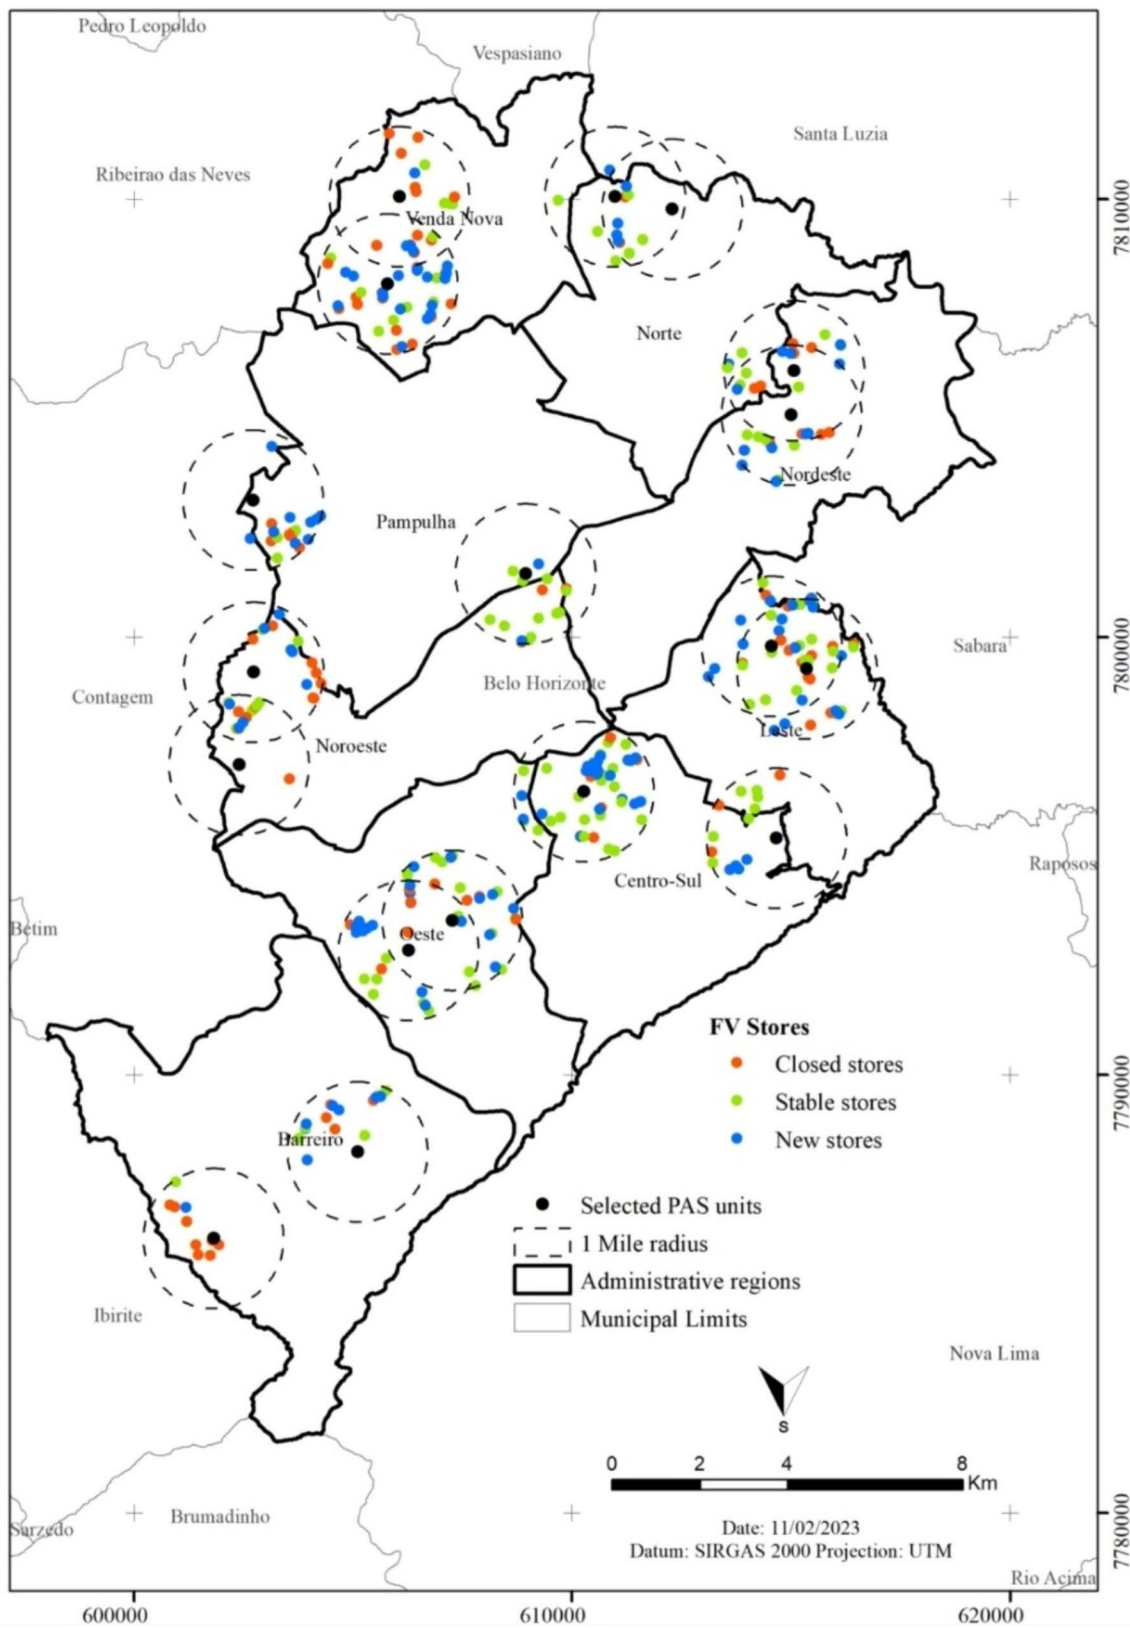 Pedro Leopoldo
Vespasiano
Santa Luzia
Ribeirao das Neves
7810000
Venda Nova
Norte
Nordeste
Pampulha
7800000
Sabara
Belo Horizonte
Contagem
Leste
Noroeste
Raposos
Centro-Sul
Betim
Oeste
FV Stores
Closed stores
7790000
Stable stores
Barreiro
New stores
Selected PAS units
1 Mile radius
Administrative regions
Ibirite
Municipal Limits
Nova Lima
S
0 2 4 8
Km
Brumadinho
7780000
Sarzedo
Date: 11/02/2023
Datum: SIRGAS 2000 Projection: UTM
Rio Acima
600000 610000 620000